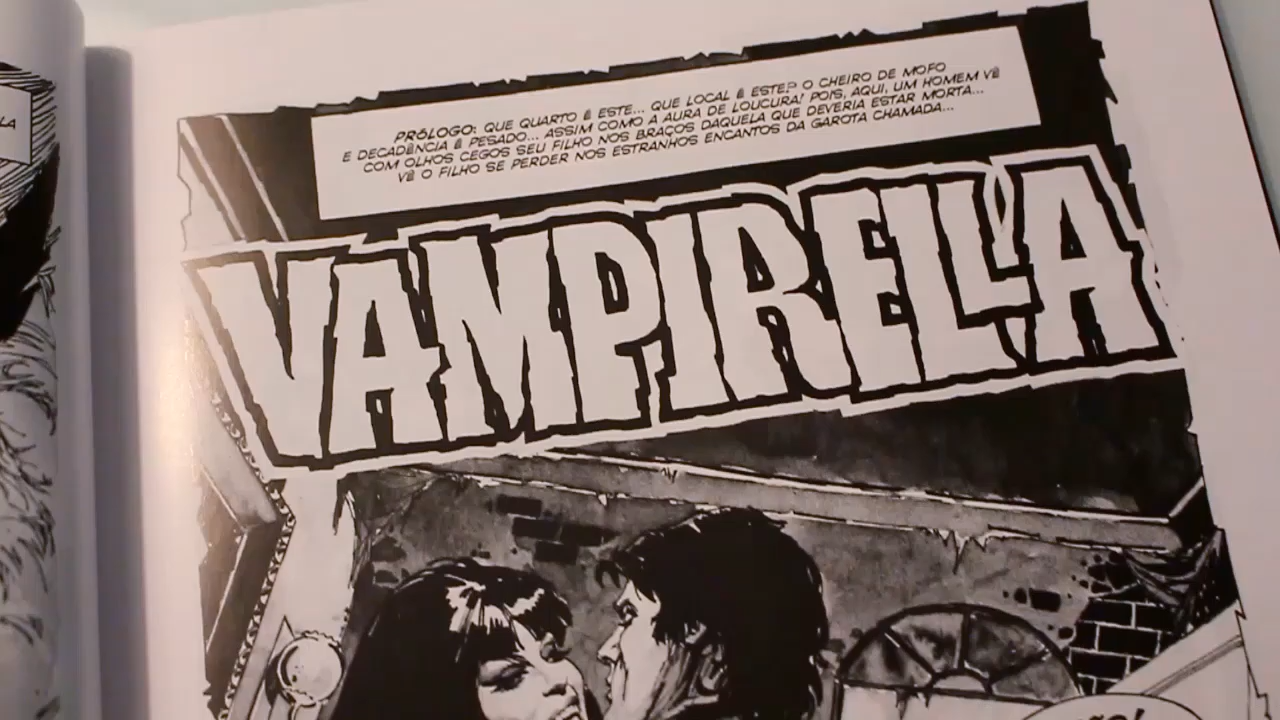 PRÓLOGO: QUE QUARTO É ESTE... QUE LOCAL É ESTE? O CHEIRO DE MOFO
E DECADÊNCIA É PESADO... ASSIM COMO A AURA DE LOUCURA! POIS, AQUI, UM HOMEM VÊ
COM OLHOS CEGOS SEU FILHO NOS BRAÇOS DAQUELA QUE DEVERIA ESTAR MORTA...
VÊ O FILHO SE PERDER NOS ESTRANHOS ENCANTOS DA GAROTA CHAMADA...
VAMPIRELLA